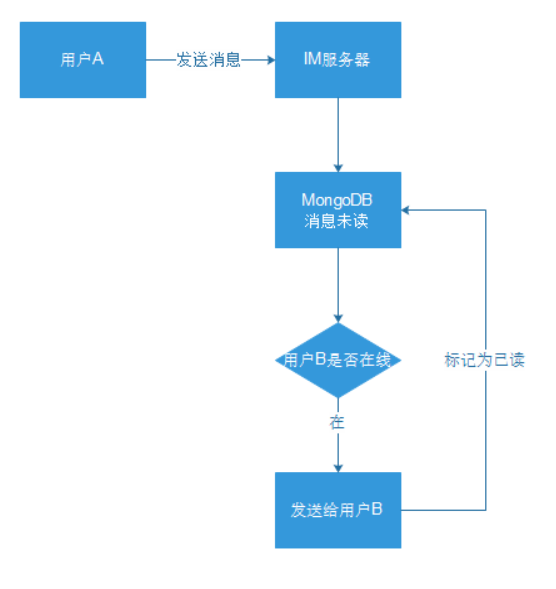 用户A
发送消息
IM服务器
MongoDB
消息未读
用户B是否在线
标记为已读
在
发送给用户B